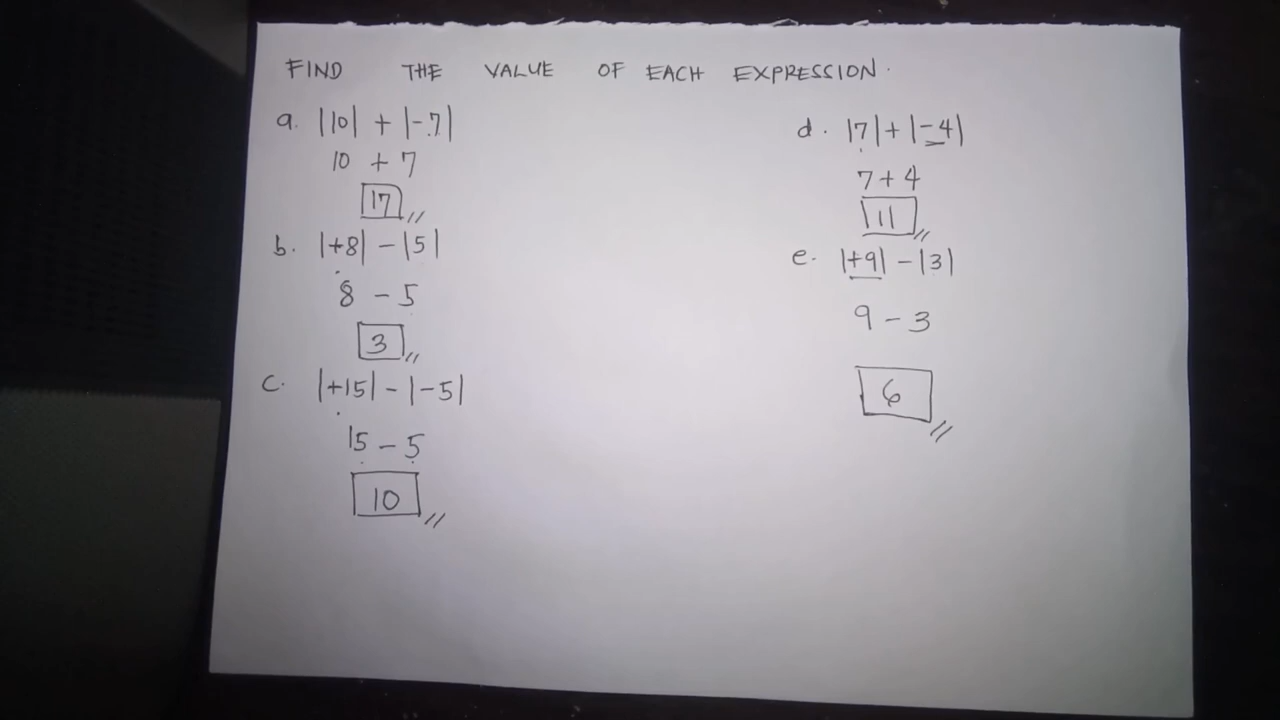 FIND THE VALUE OF EACH EXPRESSION.
a. |10| + |-7|
10 + 7
17
b. |+8| - |5|
8 - 5
3
c. |+15| - |-5|
15 - 5
10
d. |7| + |-4|
7 + 4
11
e. |+9| - |3|
9 - 3
6